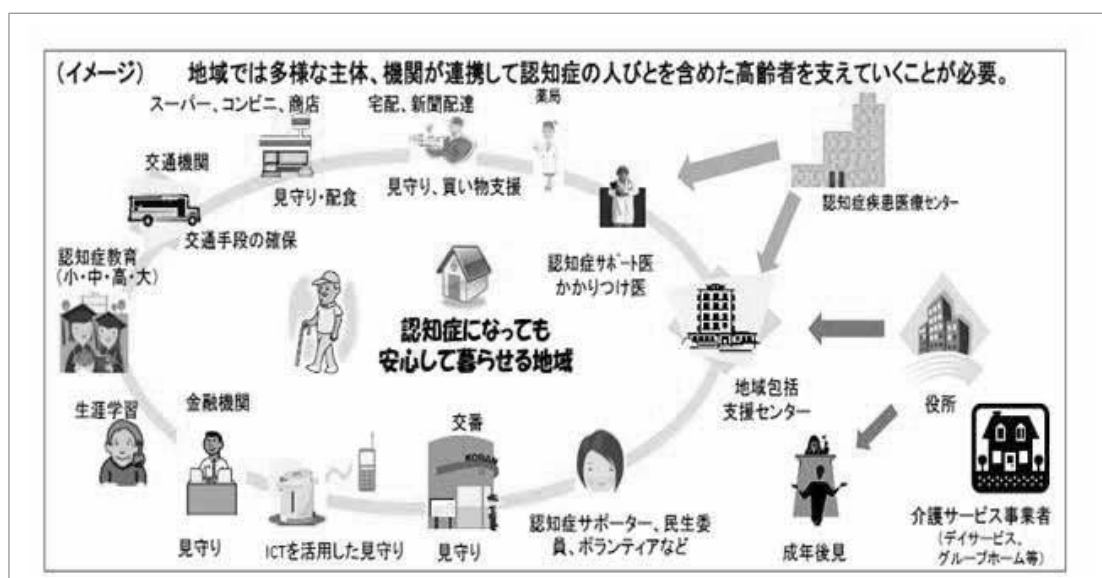 (イメージ) 地域では多様な主体、機関が連携して認知症の人びとを含めた高齢者を支えていくことが必要。
スーパー、コンビニ、商店
宅配、新聞配達
薬局
交通機関
見守り・配食
見守り、買い物支援
認知症疾患医療センター
交通手段の確保
認知症教育
(小・中・高・大)
認知症サポート医
かかりつけ医
認知症になっても
安心して暮らせる地域
地域包括
支援センター
役所
生涯学習
金融機関
交番
KOBAN
見守り
ICTを活用した見守り
見守り
認知症サポーター、民生委
員、ボランティアなど
成年後見
介護サービス事業者
(デイサービス、
グループホーム等)